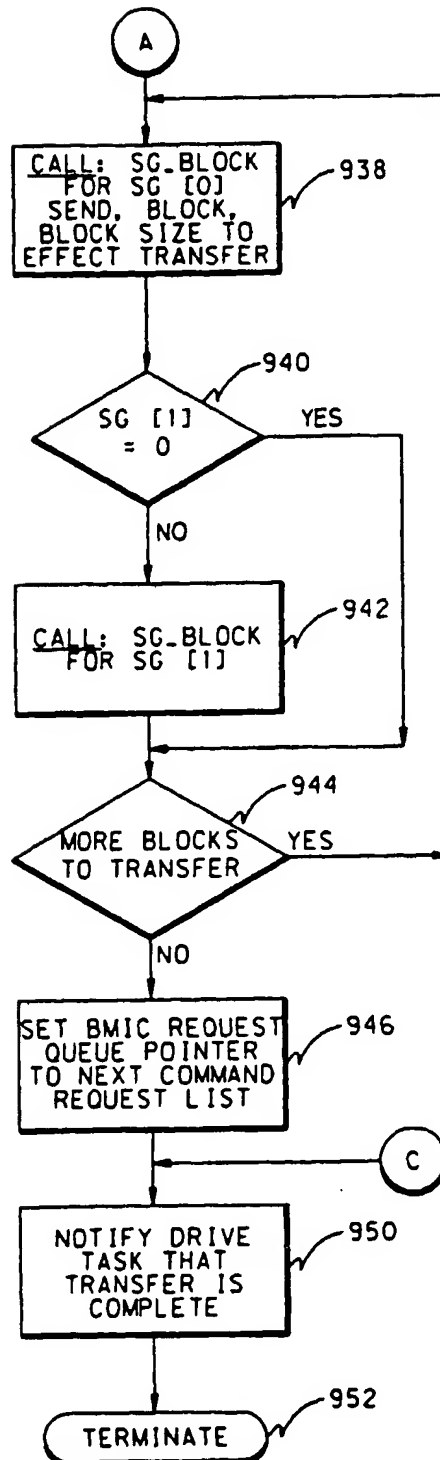 A
CALL: SG_BLOCK
FOR SG [0]
SEND, BLOCK,
BLOCK SIZE TO
EFFECT TRANSFER
938
940
SG [1]
= 0
YES
NO
CALL: SG_BLOCK
FOR SG [1]
942
944
MORE BLOCKS
TO TRANSFER
YES
NO
SET BMIC REQUEST
QUEUE POINTER
TO NEXT COMMAND
REQUEST LIST
946
C
NOTIFY DRIVE
TASK THAT
TRANSFER IS
COMPLETE
950
TERMINATE
952